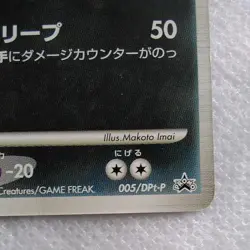 リープ 50
手にダメージカウンターがのっ
Illus.Makoto Imai
にげる
-20
Creatures/GAME FREAK. 005/DPt-P